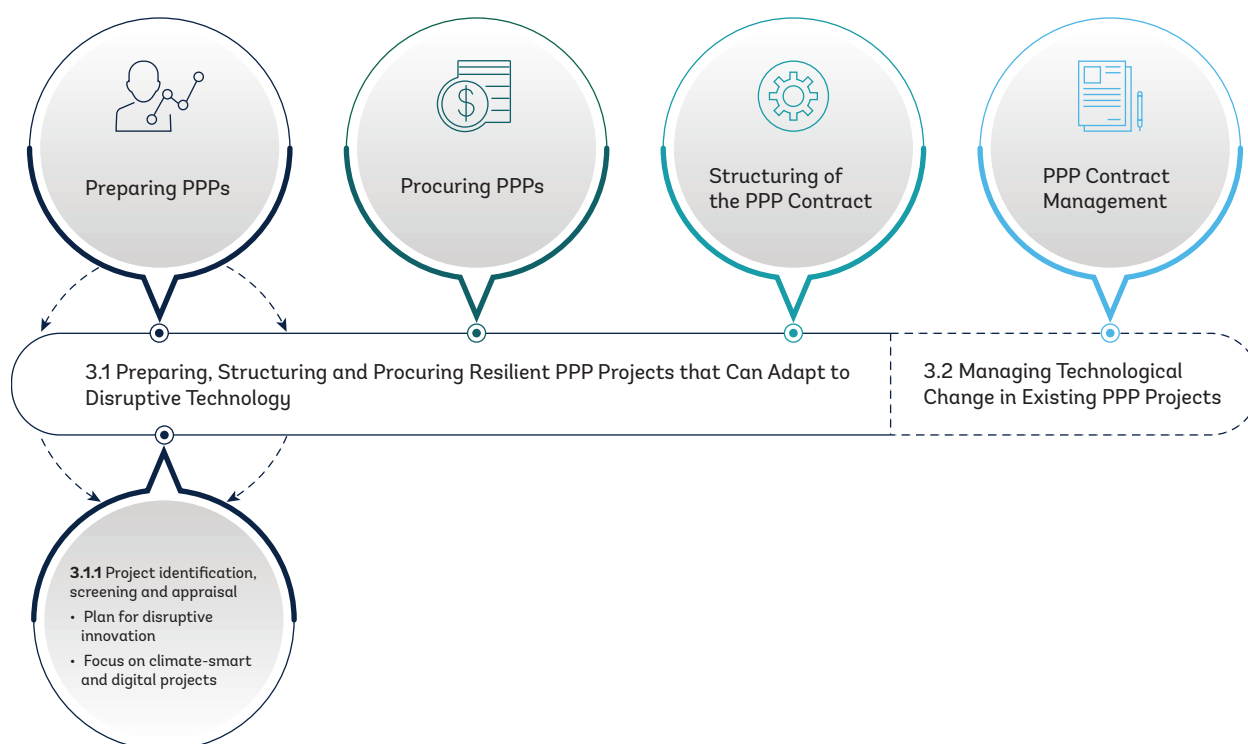 Preparing PPPs
Procuring PPPs
Structuring of
the PPP Contract
PPP Contract
Management
3.1 Preparing, Structuring and Procuring Resilient PPP Projects that Can Adapt to
Disruptive Technology
3.2 Managing Technological
Change in Existing PPP Projects
3.1.1 Project identification,
screening and appraisal
• Plan for disruptive
innovation
• Focus on climate-smart
and digital projects